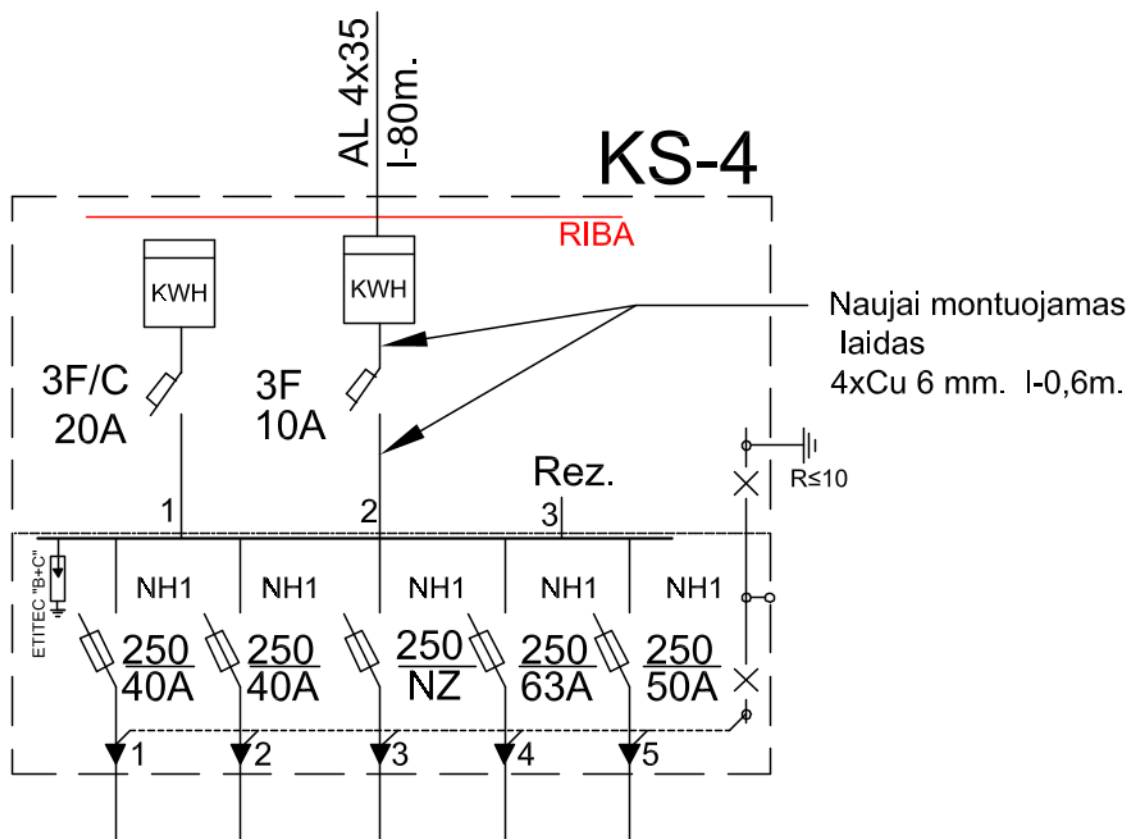 AL 4x35
l-80m.
KS-4
RIBA
KWH
KWH
Naujai montuojamas
laidas
4xCu 6 mm. l-0,6m.
3F/C
20A
3F
10A
R≤10
Rez.
1
2
3
ETITEC "B+C"
NH1
NH1
NH1
NH1
250
40A
250
40A
250
NZ
250
63A
250
50A
1
2
3
4
5